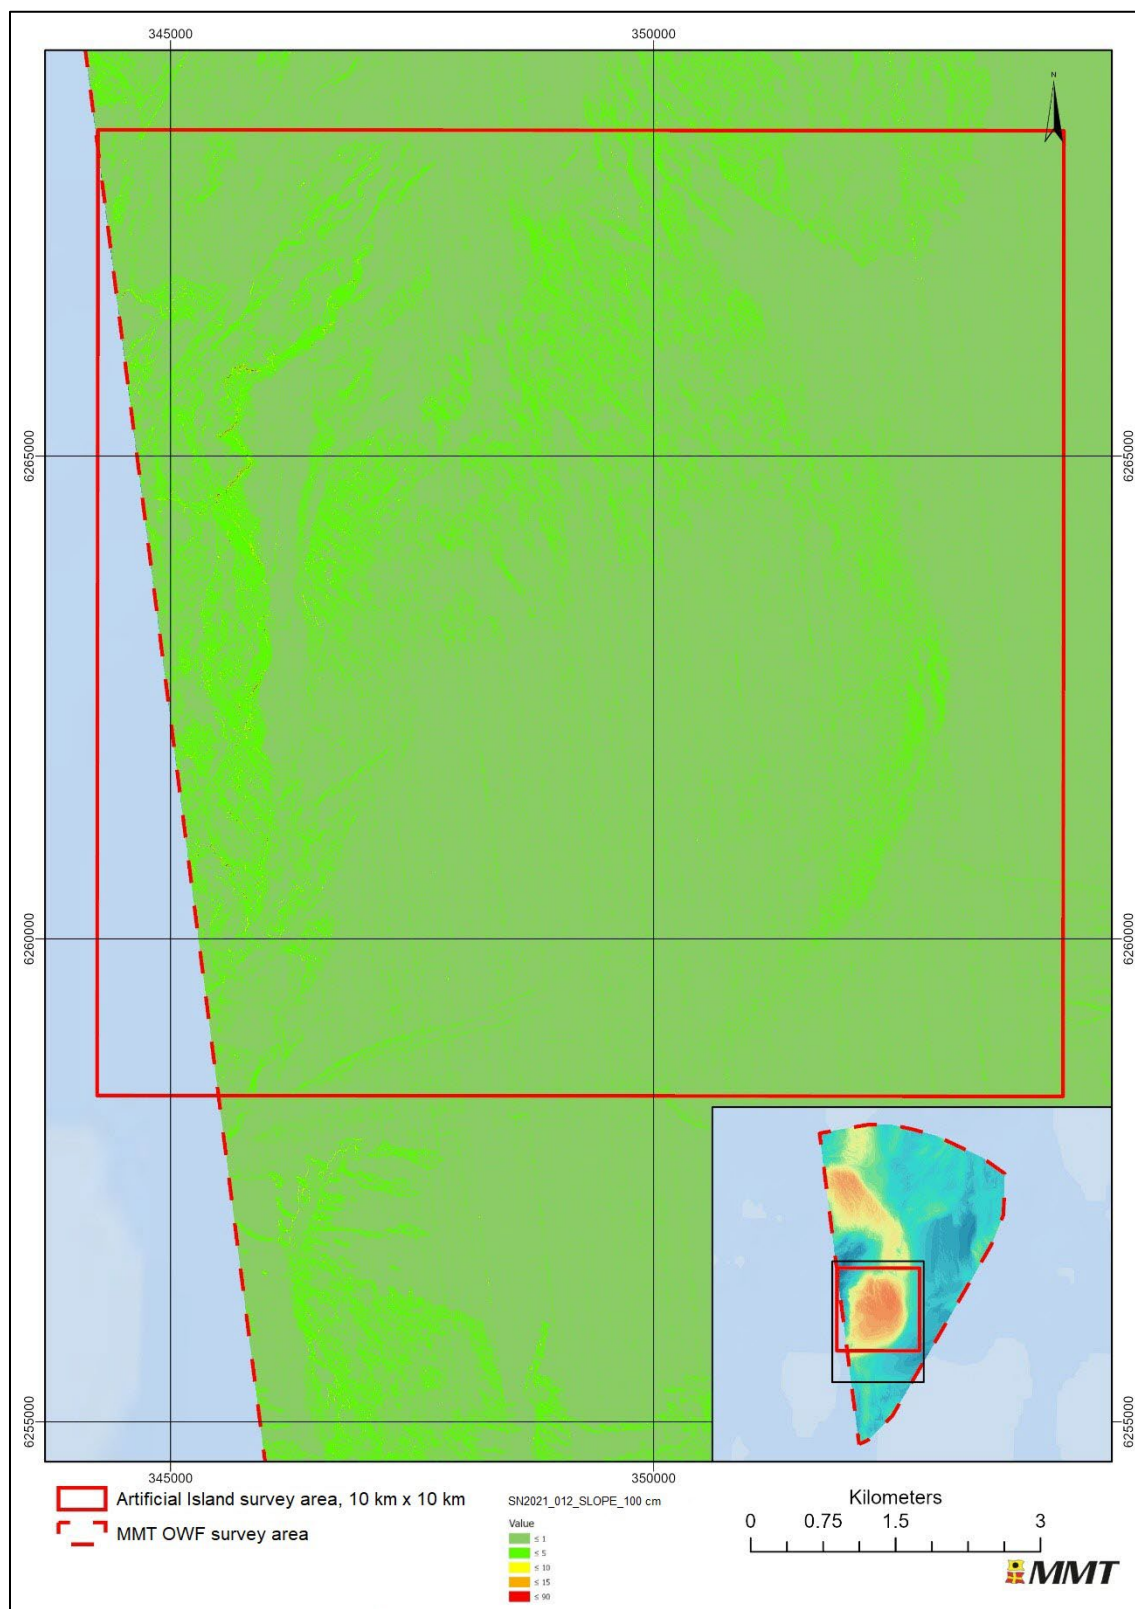 345000 350000
N
6265000 6265000
6260000 6260000
6255000 6255000
345000 350000
Artificial Island survey area, 10 km x 10 km
MMT OWF survey area
SN2021_012_SLOPE_100 cm
Value
≤ 1
≤ 5
≤ 10
≤ 15
≤ 90
Kilometers
0 0.75 1.5 3
MMT